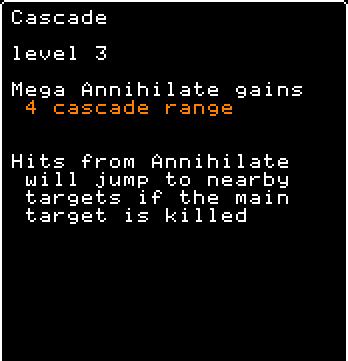 Cascade
level 3
Mega Annihilate gains
4 cascade range
Hits from Annihilate
will jump to nearby
targets if the main
target is killed